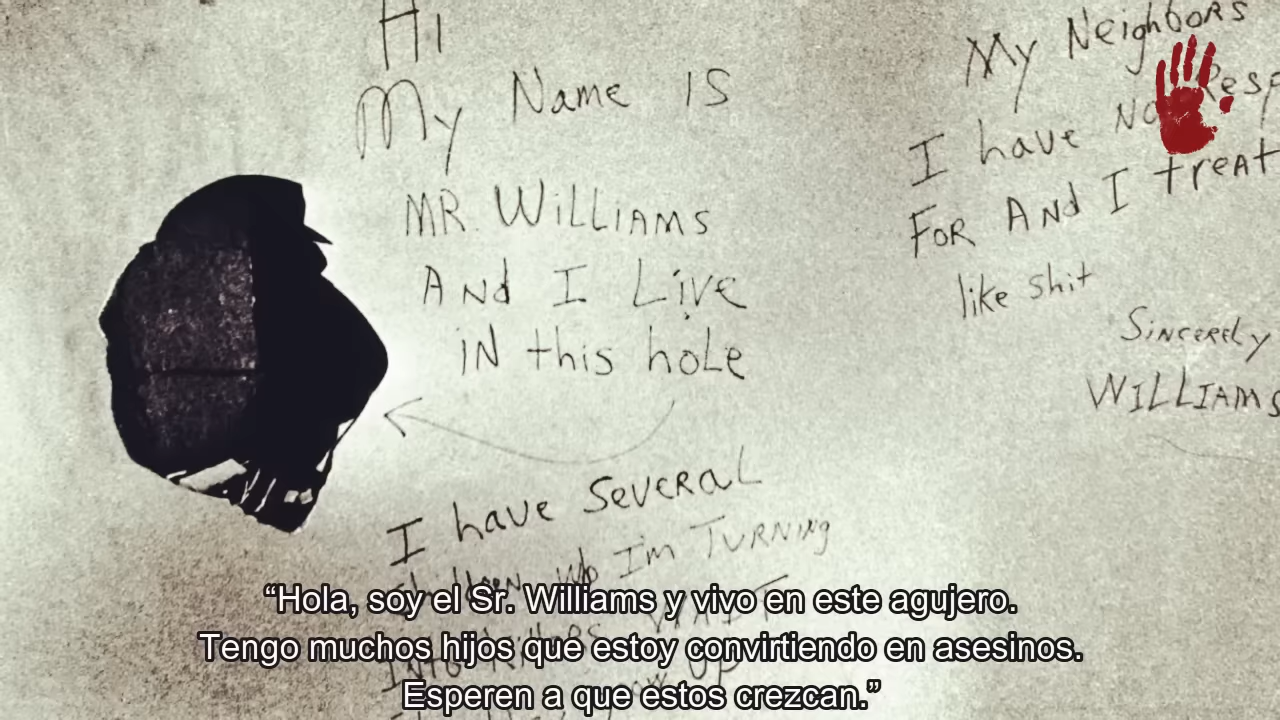 Hi
My Name IS
MR. WiLLIAMS
ANd I Live
iN this hoLe
I have SeveraL
I'm TURNiNg
My Neighbors
I have No
FoR ANd I treat
like shit
SiNcerely
WiLLiAMS
“Hola, soy el Sr. Williams y vivo en este agujero.
Tengo muchos hijos que estoy convirtiendo en asesinos.
Esperen a que estos crezcan.”